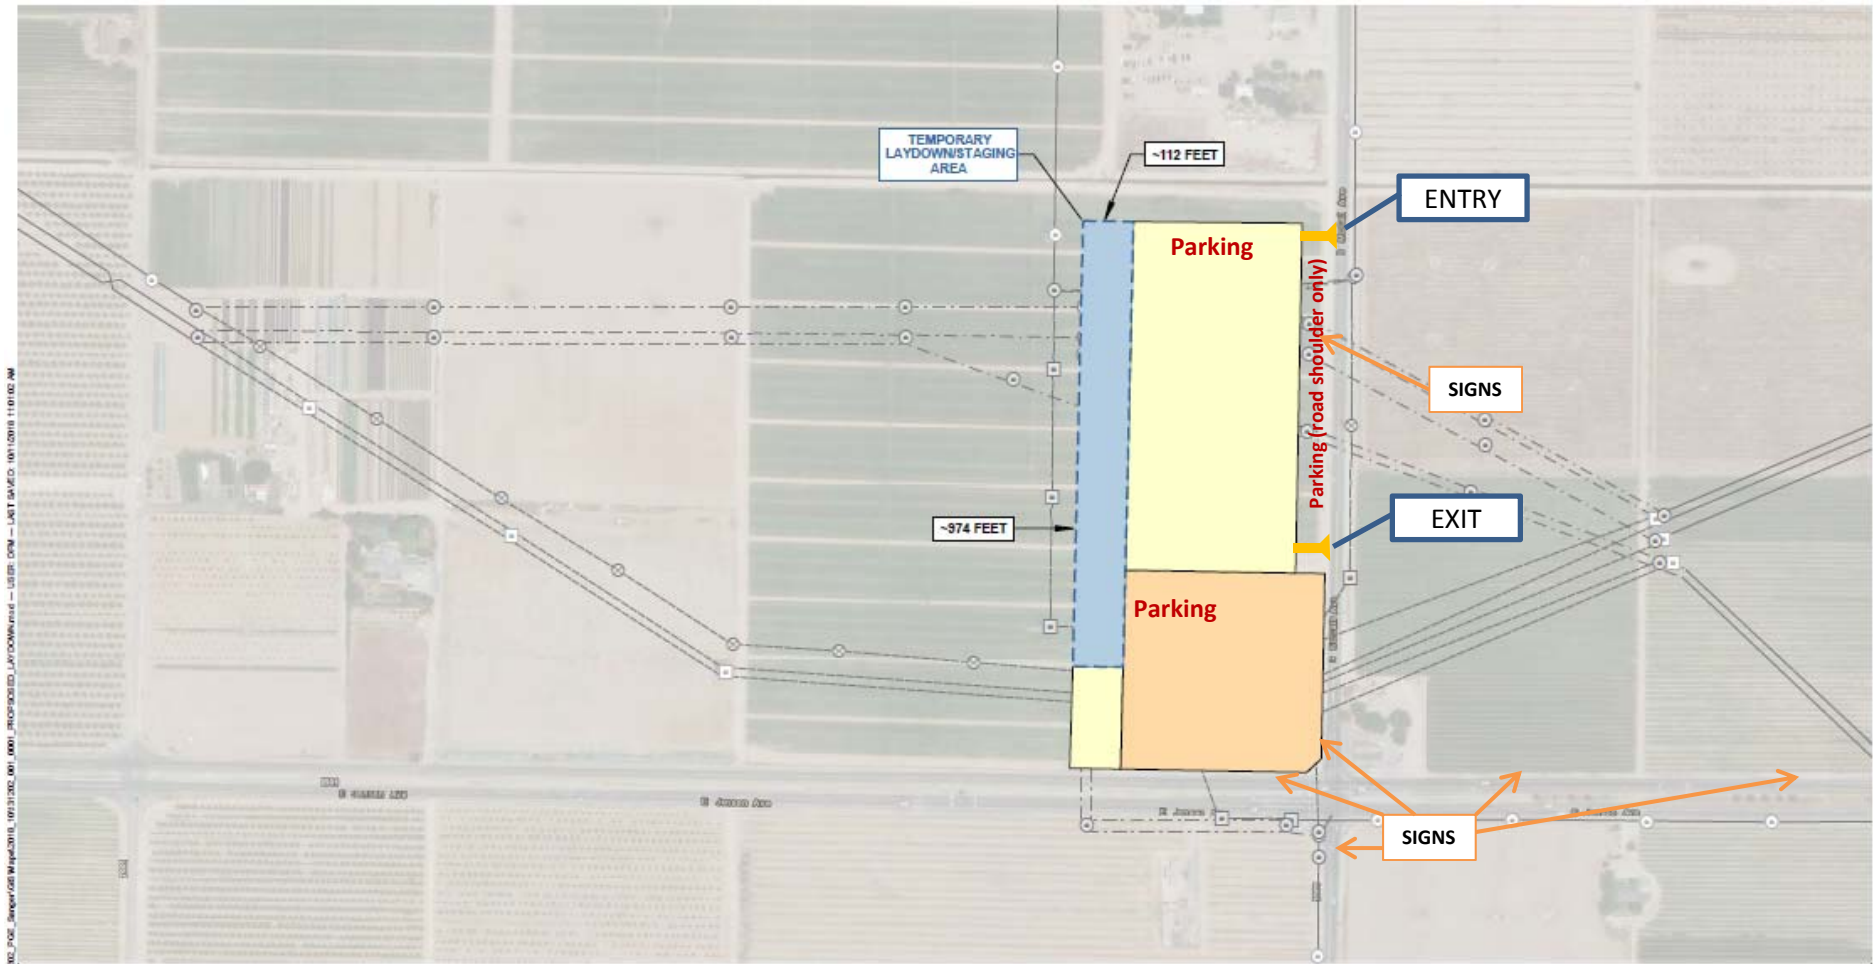 TEMPORARY
LAYDOWN/STAGING
AREA
~112 FEET
ENTRY
Parking
Parking (road shoulder only)
SIGNS
~974 FEET
EXIT
Parking
E Jensen Ave
E Jensen
SIGNS